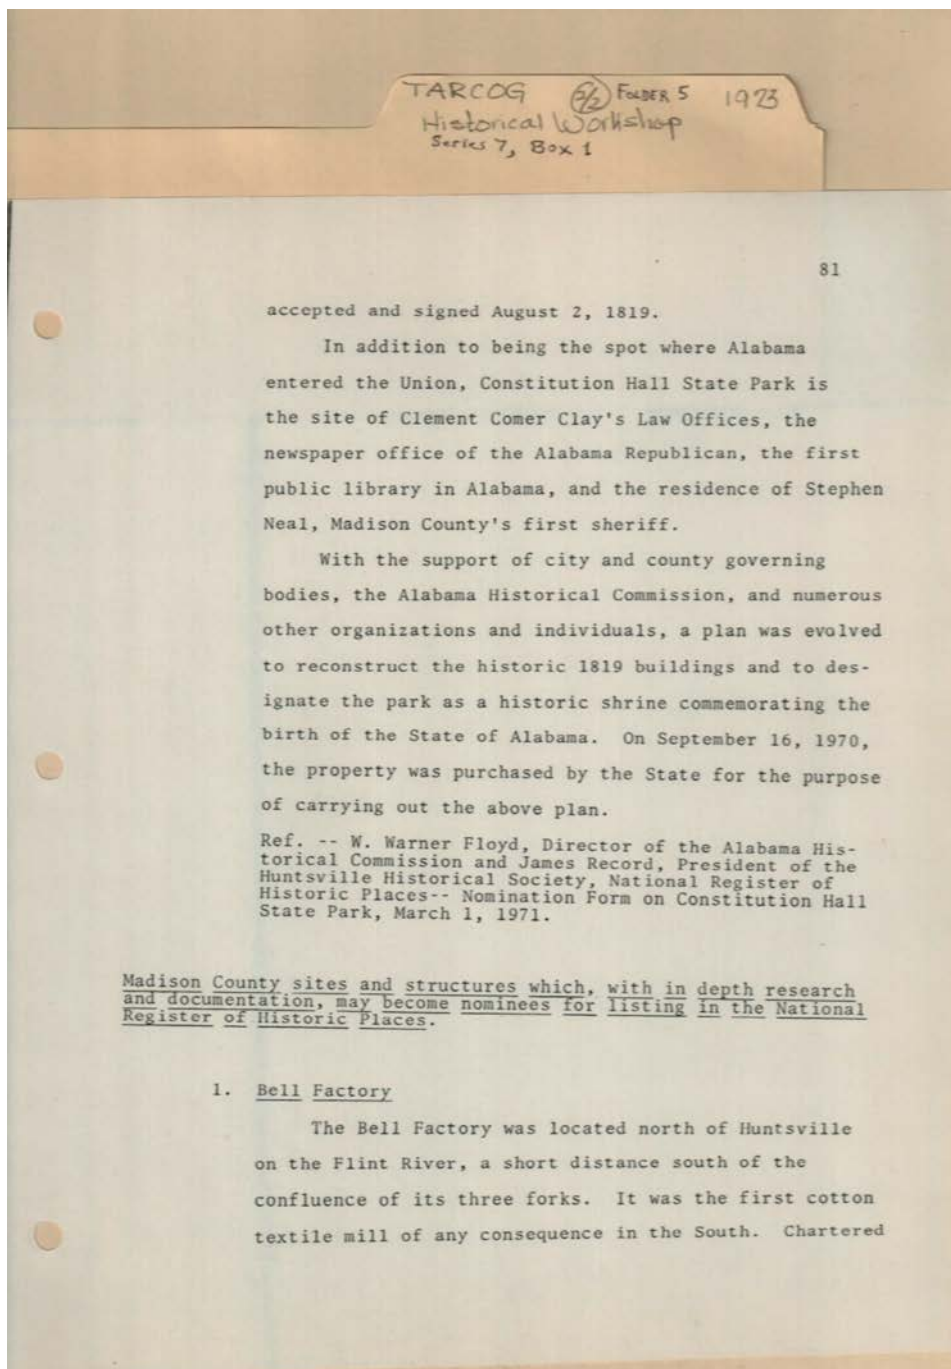 TARCOG 2/2 FOLDER 5 1973
Historical Workshop
Series 7, Box 1
81
accepted and signed August 2, 1819.
In addition to being the spot where Alabama
entered the Union, Constitution Hall State Park is
the site of Clement Comer Clay's Law Offices, the
newspaper office of the Alabama Republican, the first
public library in Alabama, and the residence of Stephen
Neal, Madison County's first sheriff.
With the support of city and county governing
bodies, the Alabama Historical Commission, and numerous
other organizations and individuals, a plan was evolved
to reconstruct the historic 1819 buildings and to des-
ignate the park as a historic shrine commemorating the
birth of the State of Alabama. On September 16, 1970,
the property was purchased by the State for the purpose
of carrying out the above plan.
Ref. -- W. Warner Floyd, Director of the Alabama His-
torical Commission and James Record, President of the
Huntsville Historical Society, National Register of
Historic Places-- Nomination Form on Constitution Hall
State Park, March 1, 1971.
Madison County sites and structures which, with in depth research
and documentation, may become nominees for listing in the National
Register of Historic Places.
1. Bell Factory
The Bell Factory was located north of Huntsville
on the Flint River, a short distance south of the
confluence of its three forks. It was the first cotton
textile mill of any consequence in the South. Chartered